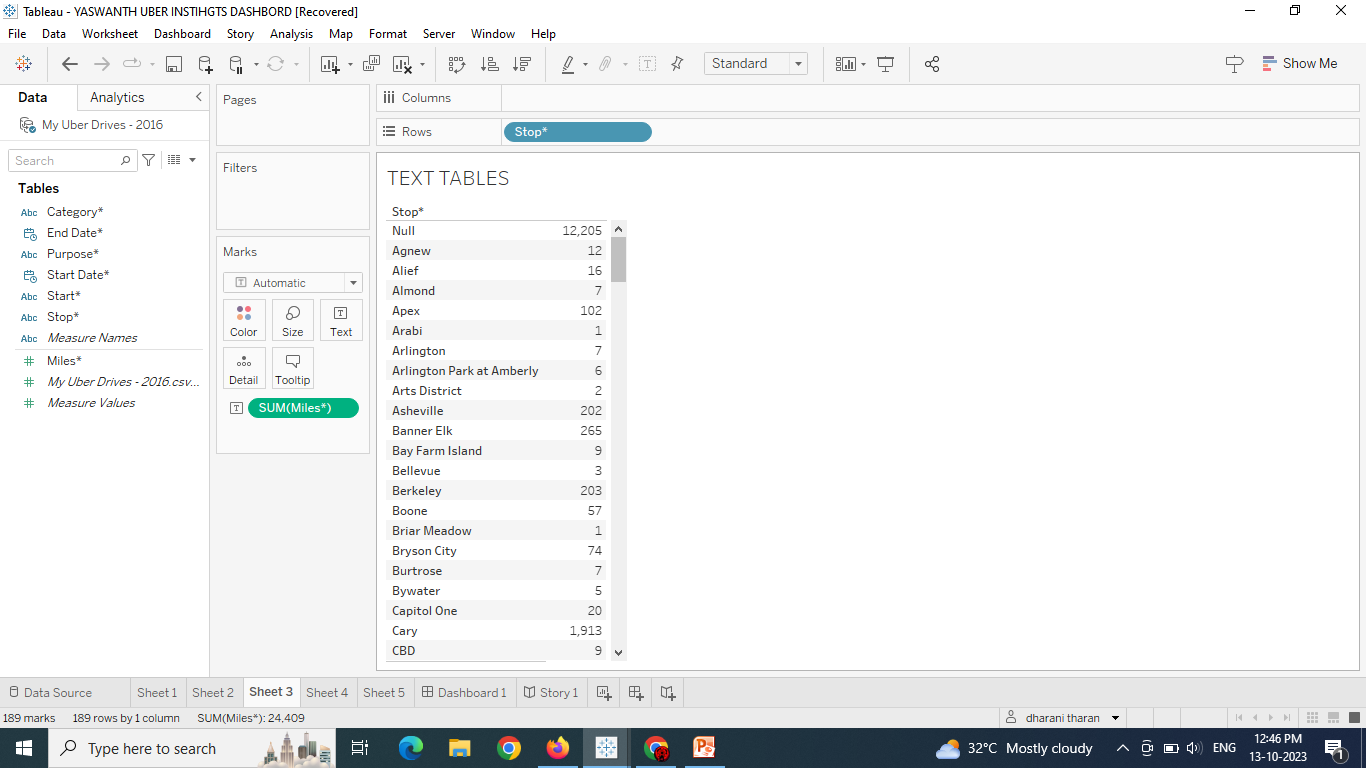 Tableau - YASWANTH UBER INSTIHGTS DASHBORD [Recovered]
File Data Worksheet Dashboard Story Analysis Map Format Server Window Help
Standard
Show Me
Data Analytics
My Uber Drives - 2016
Search
Tables
Abc Category*
End Date*
Abc Purpose*
Start Date*
Abc Start*
Abc Stop*
Abc Measure Names
Miles*
My Uber Drives - 2016.csv...
Measure Values
Pages
Filters
Marks
Automatic
Color Size Text
Detail Tooltip
SUM(Miles*)
Columns
Rows Stop*
TEXT TABLES
Stop*
Null 12,205
Agnew 12
Alief 16
Almond 7
Apex 102
Arabi 1
Arlington 7
Arlington Park at Amberly 6
Arts District 2
Asheville 202
Banner Elk 265
Bay Farm Island 9
Bellevue 3
Berkeley 203
Boone 57
Briar Meadow 1
Bryson City 74
Burtrose 7
Bywater 5
Capitol One 20
Cary 1,913
CBD 9
Data Source Sheet 1 Sheet 2 Sheet 3 Sheet 4 Sheet 5 Dashboard 1 Story 1
189 marks 189 rows by 1 column SUM(Miles*): 24,409 dharani tharan
Type here to search
32°C Mostly cloudy
ENG
12:46 PM
13-10-2023
1